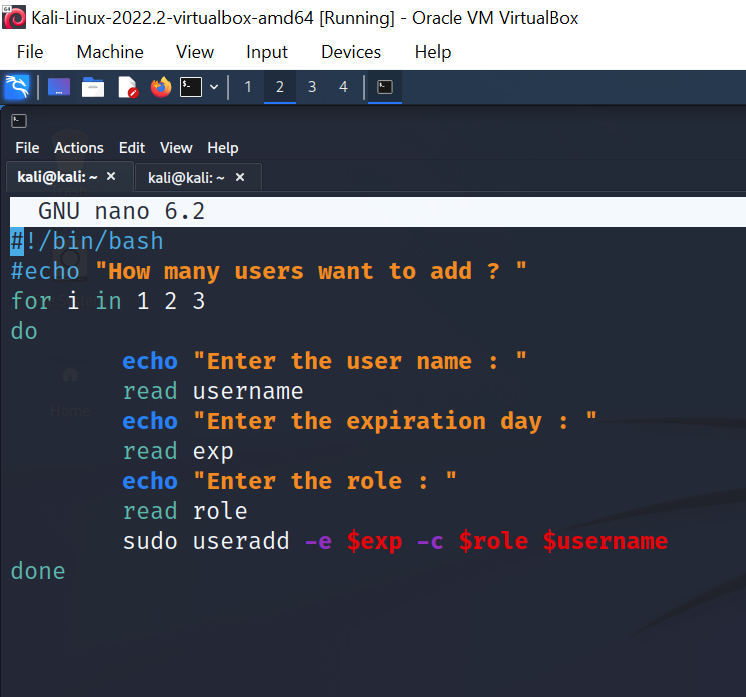 Kali-Linux-2022.2-virtualbox-amd64 [Running] - Oracle VM VirtualBox
File Machine View Input Devices Help
1 2 3 4
File Actions Edit View Help
kali@kali: ~ × kali@kali: ~ ×
GNU nano 6.2
#!/bin/bash
#echo "How many users want to add ? "
for i in 1 2 3
do
echo "Enter the user name : "
read username
echo "Enter the expiration day : "
read exp
echo "Enter the role : "
read role
sudo useradd -e $exp -c $role $username
done
Home